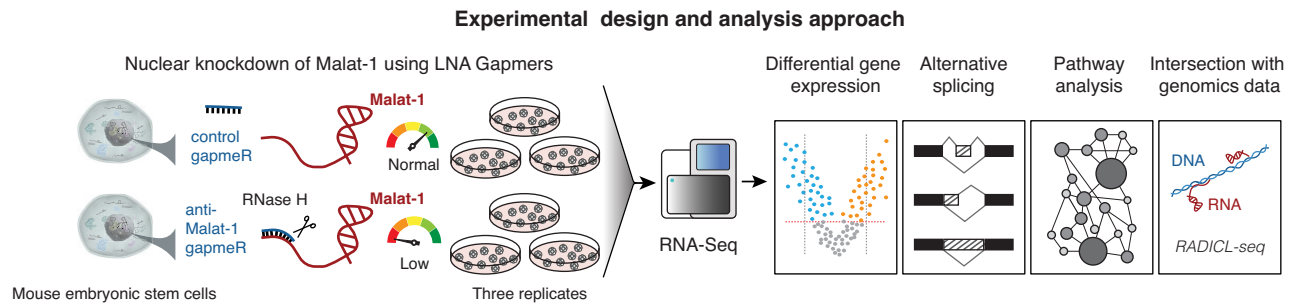 Experimental design and analysis approach
Nuclear knockdown of Malat-1 using LNA Gapmers
Malat-1
control
gapmeR
Normal
RNase H
Malat-1
anti-
Malat-1
gapmeR
Low
Mouse embryonic stem cells
Three replicates
RNA-Seq
Differential gene
expression
Alternative
splicing
Pathway
analysis
Intersection with
genomics data
DNA
RNA
RADICL-seq